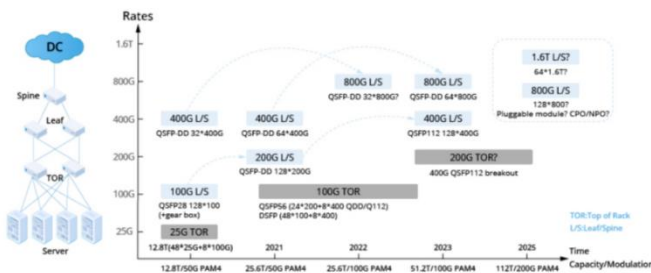 Rates
1.6T
800G
400G
200G
100G
25G
DC
Spine
Leaf
TOR
Server
1.6T L/S?
64*1.6T?
800G L/S
128*800?
Pluggable module? CPO/NPO?
800G L/S
QSFP-DD 32*800G?
800G L/S
QSFP-DD 64*800G
400G L/S
QSFP-DD 32*400G
400G L/S
QSFP-DD 64*400G
400G L/S
QSFP112 128*400G
200G L/S
QSFP-DD 128*200G
200G TOR?
400G QSFP112 breakout
100G L/S
QSFP28 128*100
(+gear box)
100G TOR
QSFP56 (24*200+8*400 QDD/Q112)
DSFP (48*100+8*400)
25G TOR
12.8T(48*25G+8*100G)
TOR:Top of Rack
L/S:Leaf/Spine
2021
2022
2023
2025
Time
12.8T/50G PAM4
25.6T/50G PAM4
25.6T/100G PAM4
51.2T/100G PAM4
112T/200G PAM4
Capacity/Modulation